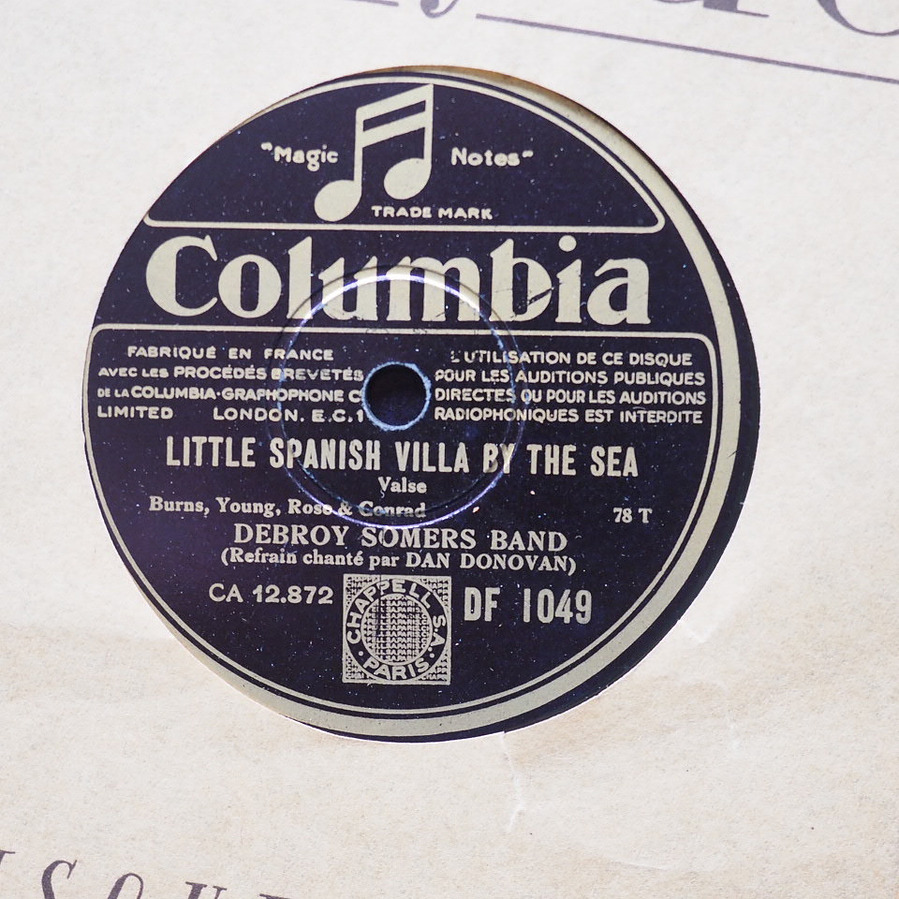 "Magic Notes"
TRADE MARK
Columbia
FABRIQUÉ EN FRANCE
AVEC LES PROCÉDÉS BREVETÉS
DE LA COLUMBIA-GRAPHOPHONE C
LIMITED LONDON. E.C.1
L'UTILISATION DE CE DISQUE
POUR LES AUDITIONS PUBLIQUES
DIRECTES OU POUR LES AUDITIONS
RADIOPHONIQUES EST INTERDITE
LITTLE SPANISH VILLA BY THE SEA
Valse
Burns, Young, Rose & Conrad 78 T
DEBROY SOMERS BAND
(Refrain chanté par DAN DONOVAN)
CA 12.872 DF 1049
CHAPPELL S.A.
PARIS